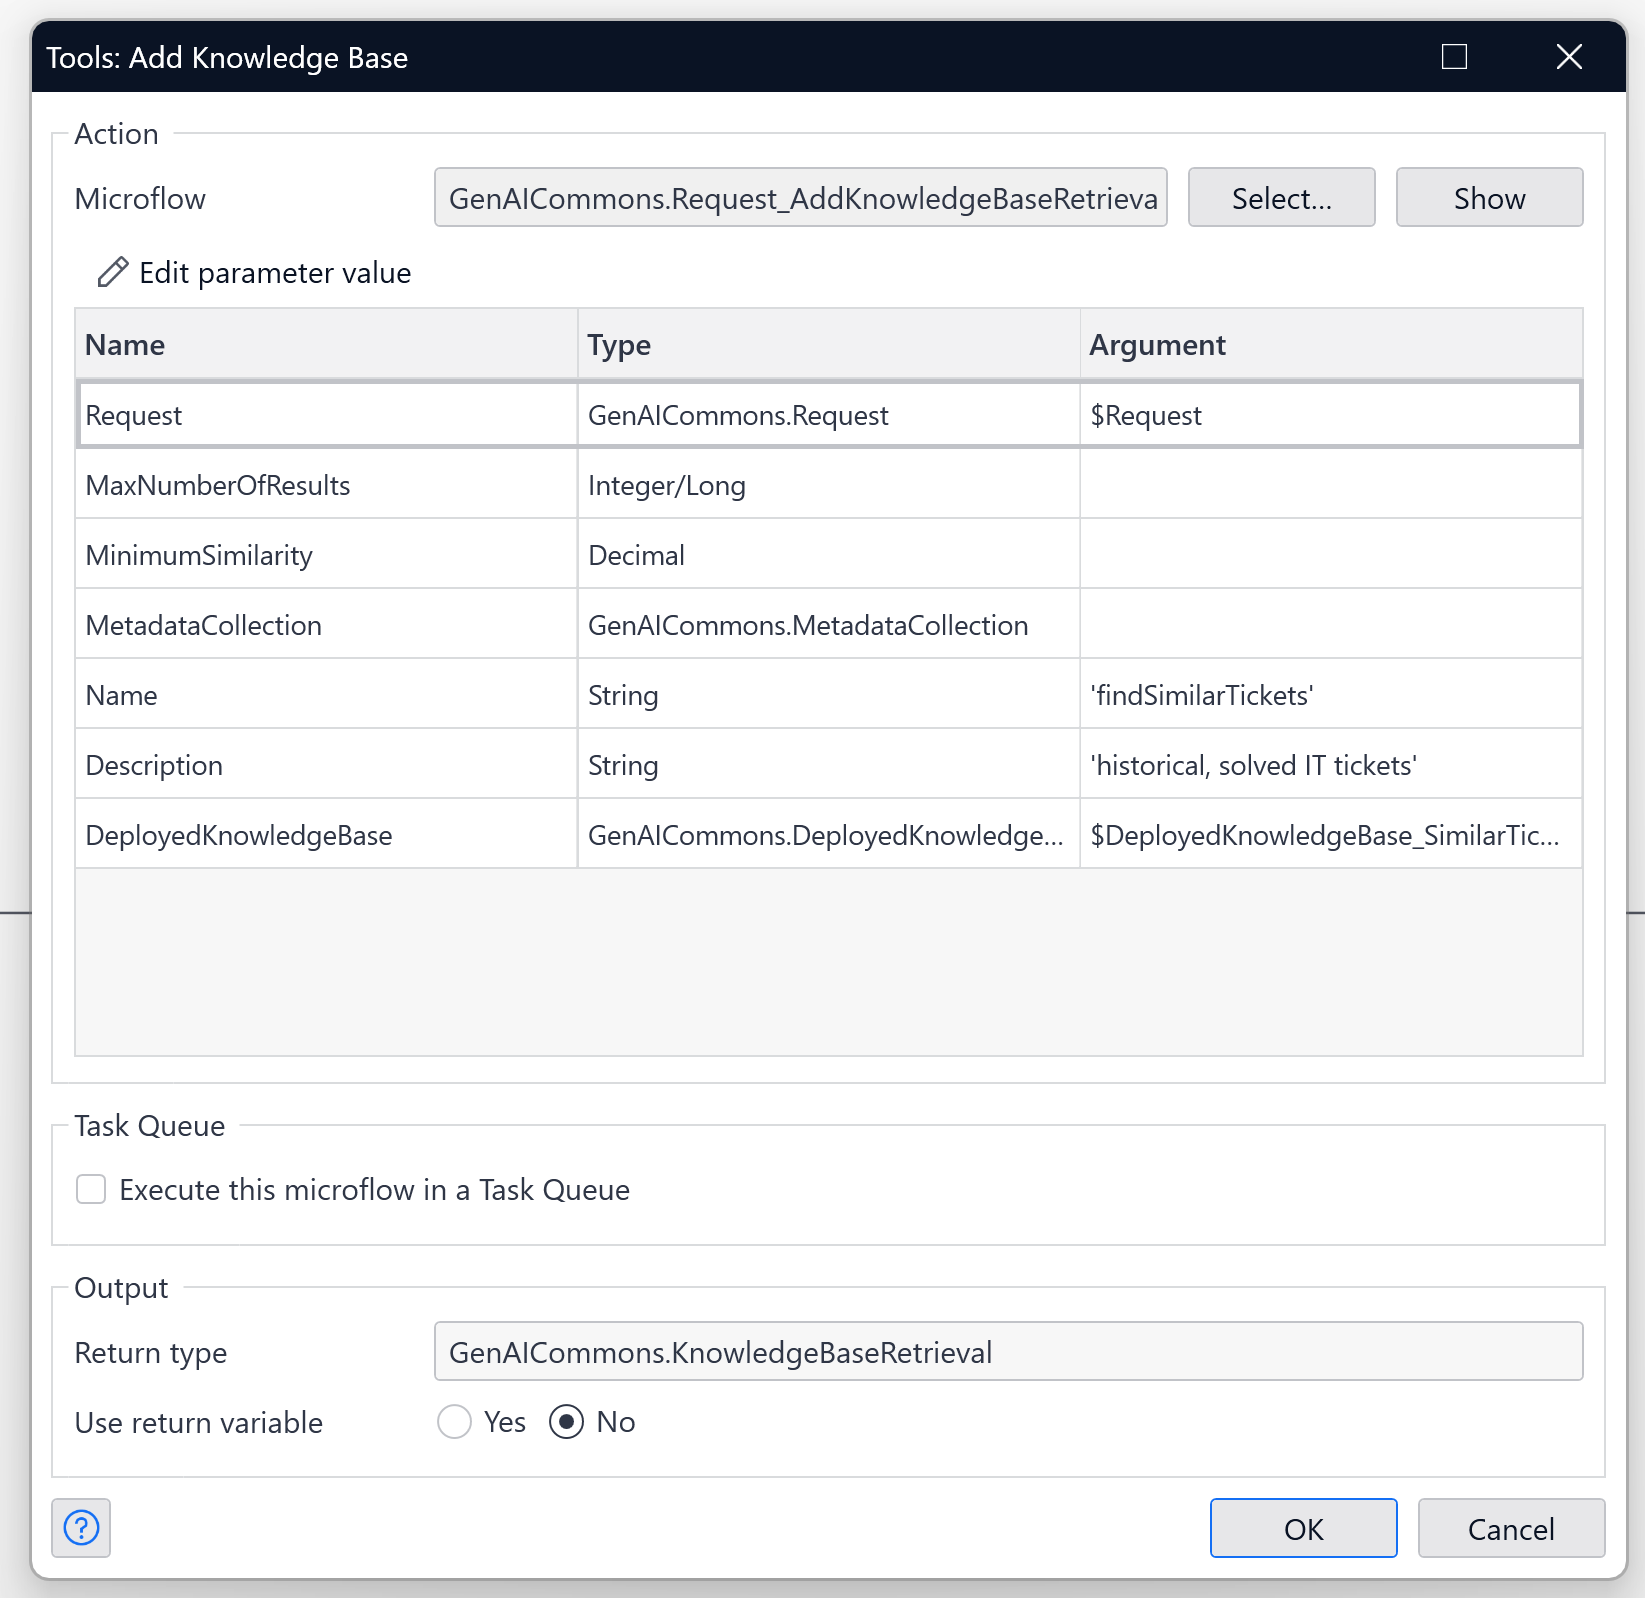 Tools: Add Knowledge Base
Action
Microflow GenAICommons.Request_AddKnowledgeBaseRetrieva Select... Show
Edit parameter value
Name Type Argument
Request GenAICommons.Request $Request
MaxNumberOfResults Integer/Long
MinimumSimilarity Decimal
MetadataCollection GenAICommons.MetadataCollection
Name String 'findSimilarTickets'
Description String 'historical, solved IT tickets'
DeployedKnowledgeBase GenAICommons.DeployedKnowledge... $DeployedKnowledgeBase_SimilarTic...
Task Queue
Execute this microflow in a Task Queue
Output
Return type GenAICommons.KnowledgeBaseRetrieval
Use return variable Yes No
? OK Cancel